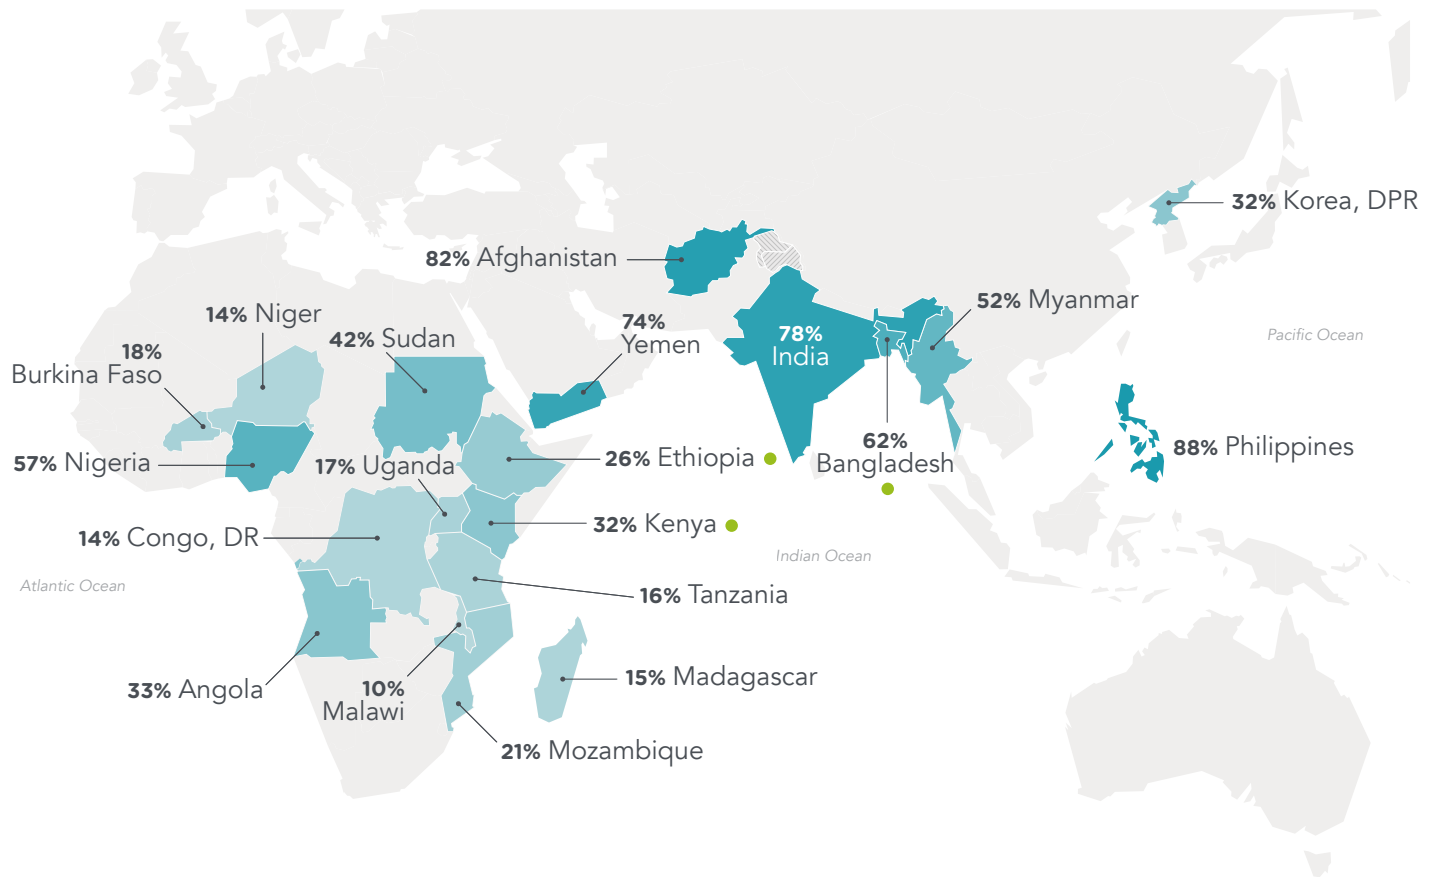 32% Korea, DPR
82% Afghanistan
52% Myanmar
14% Niger
74%
Yemen
78%
India
42% Sudan
Pacific Ocean
18%
Burkina Faso
62%
Bangladesh
88% Philippines
57% Nigeria
17% Uganda
26% Ethiopia
32% Kenya
14% Congo, DR
Indian Ocean
Atlantic Ocean
16% Tanzania
15% Madagascar
33% Angola
10%
Malawi
21% Mozambique